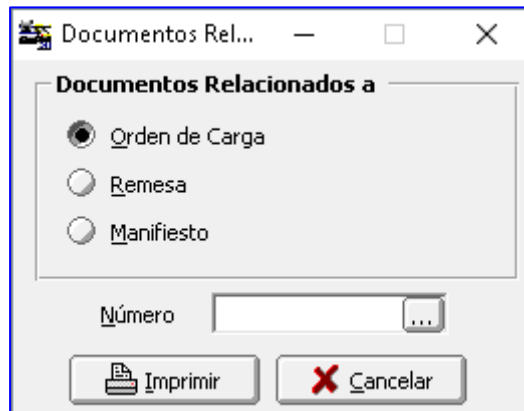 Documentos Rel...
Documentos Relacionados a
Orden de Carga
Remesa
Manifiesto
Número ...
Imprimir Cancelar